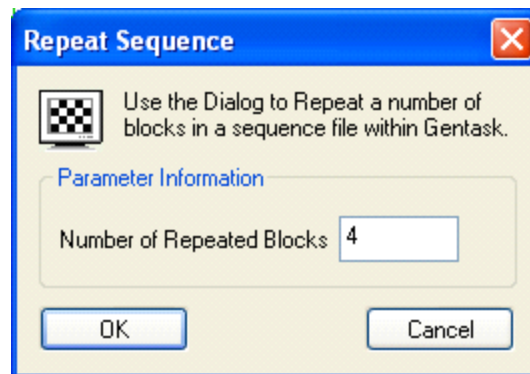 Repeat Sequence
Use the Dialog to Repeat a number of
blocks in a sequence file within Gentask.
Parameter Information
Number of Repeated Blocks 4
OK Cancel